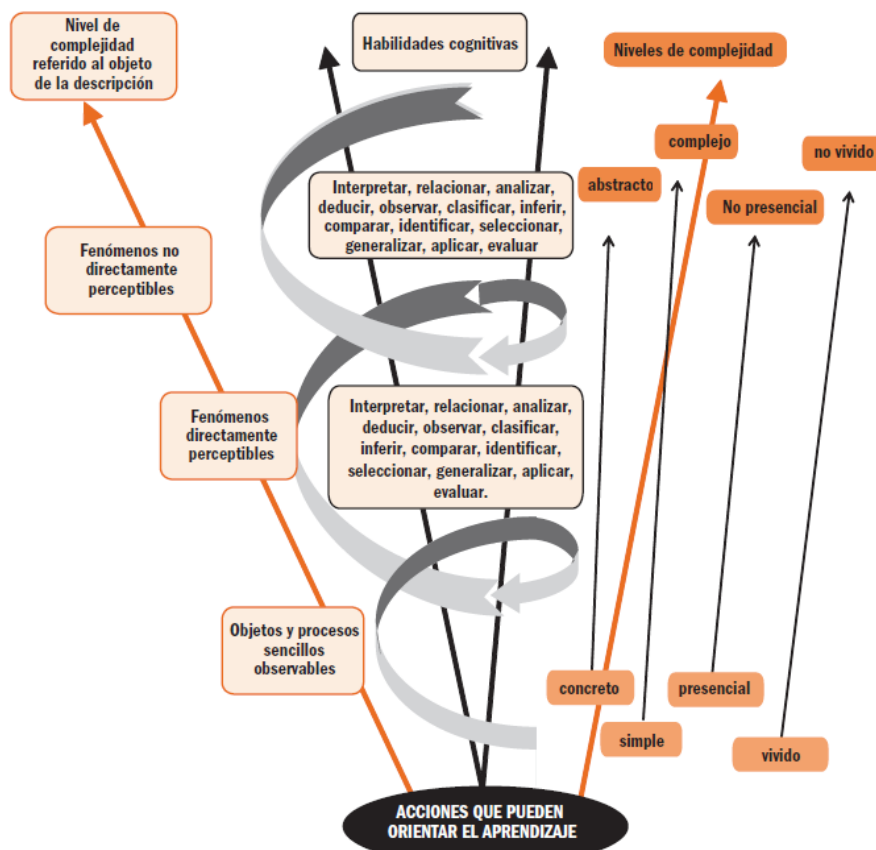 Nivel de
complejidad
referido al objeto
de la descripción
Habilidades cognitivas
Niveles de complejidad
complejo
no vivido
abstracto
No presencial
Interpretar, relacionar, analizar,
deducir, observar, clasificar, inferir,
comparar, identificar, seleccionar,
generalizar, aplicar, evaluar
Fenómenos no
directamente
perceptibles
Fenómenos
directamente
perceptibles
Interpretar, relacionar, analizar,
deducir, observar, clasificar,
inferir, comparar, identificar,
seleccionar, generalizar, aplicar,
evaluar.
Objetos y procesos
sencillos
observables
concreto
presencial
simple
vivido
ACCIONES QUE PUEDEN
ORIENTAR EL APRENDIZAJE